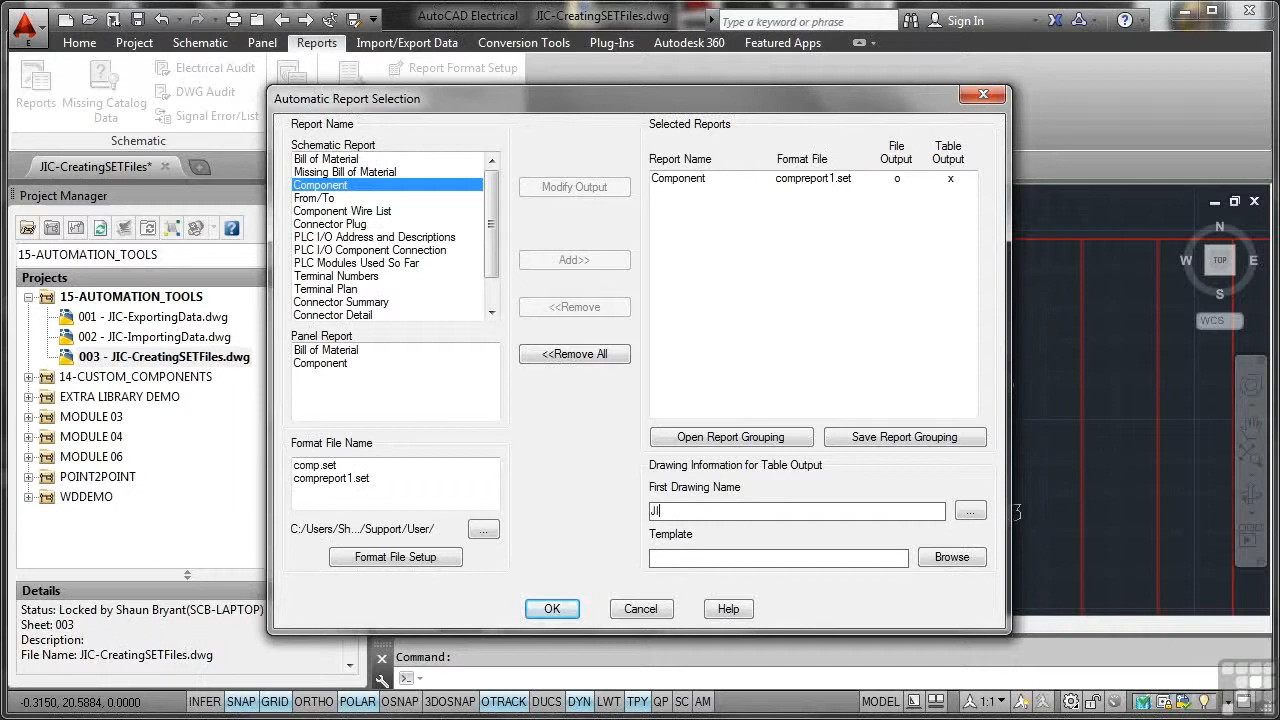 AutoCAD Electrical JIC-CreatingSETFiles.dwg
Type a keyword or phrase
Sign In
E
Home Project Schematic Panel Reports Import/Export Data Conversion Tools Plug-Ins Autodesk 360 Featured Apps
Reports
Missing Catalog
Data
Electrical Audit
DWG Audit
Signal Error/List
Report Format Setup
Schematic
JIC-CreatingSETFiles*
Project Manager
15-AUTOMATION_TOOLS
Projects
15-AUTOMATION_TOOLS
001 - JIC-ExportingData.dwg
002 - JIC-ImportingData.dwg
003 - JIC-CreatingSETFiles.dwg
14-CUSTOM_COMPONENTS
EXTRA LIBRARY DEMO
MODULE 03
MODULE 04
MODULE 06
POINT2POINT
WDDEMO
Details
Status: Locked by Shaun Bryant(SCB-LAPTOP)
Sheet: 003
Description:
File Name: JIC-CreatingSETFiles.dwg
Automatic Report Selection
Report Name
Schematic Report
Bill of Material
Missing Bill of Material
Component
From/To
Component Wire List
Connector Plug
PLC I/O Address and Descriptions
PLC I/O Component Connection
PLC Modules Used So Far
Terminal Numbers
Terminal Plan
Connector Summary
Connector Detail
Panel Report
Bill of Material
Component
Format File Name
comp.set
compreport1.set
C:/Users/Sh.../Support/User/ ...
Format File Setup
Modify Output
Add>>
<<Remove
<<Remove All
Selected Reports
Report Name Format File File Output Table Output
Component compreport1.set o x
Open Report Grouping Save Report Grouping
Drawing Information for Table Output
First Drawing Name
JI ...
Template
Browse
OK Cancel Help
N
W TOP E
S
WCS
3
Command:
-0.3150, 20.5884, 0.0000 INFER SNAP GRID ORTHO POLAR OSNAP 3DOSNAP OTRACK DUCS DYN LWT TPY QP SC AM MODEL 1:1